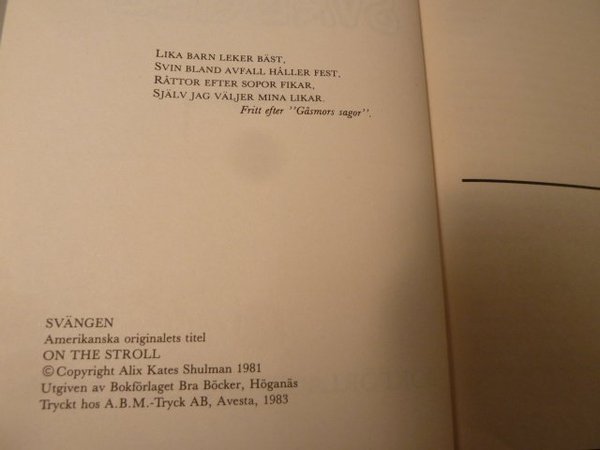 LIKA BARN LEKER BÄST,
SVIN BLAND AVFALL HÅLLER FEST,
RÅTTOR EFTER SOPOR FIKAR,
SJÄLV JAG VÄLJER MINA LIKAR.
Fritt efter "Gåsmors sagor".
SVÄNGEN
Amerikanska originalets titel
ON THE STROLL
© Copyright Alix Kates Shulman 1981
Utgiven av Bokförlaget Bra Böcker, Höganäs
Tryckt hos A.B.M.-Tryck AB, Avesta, 1983